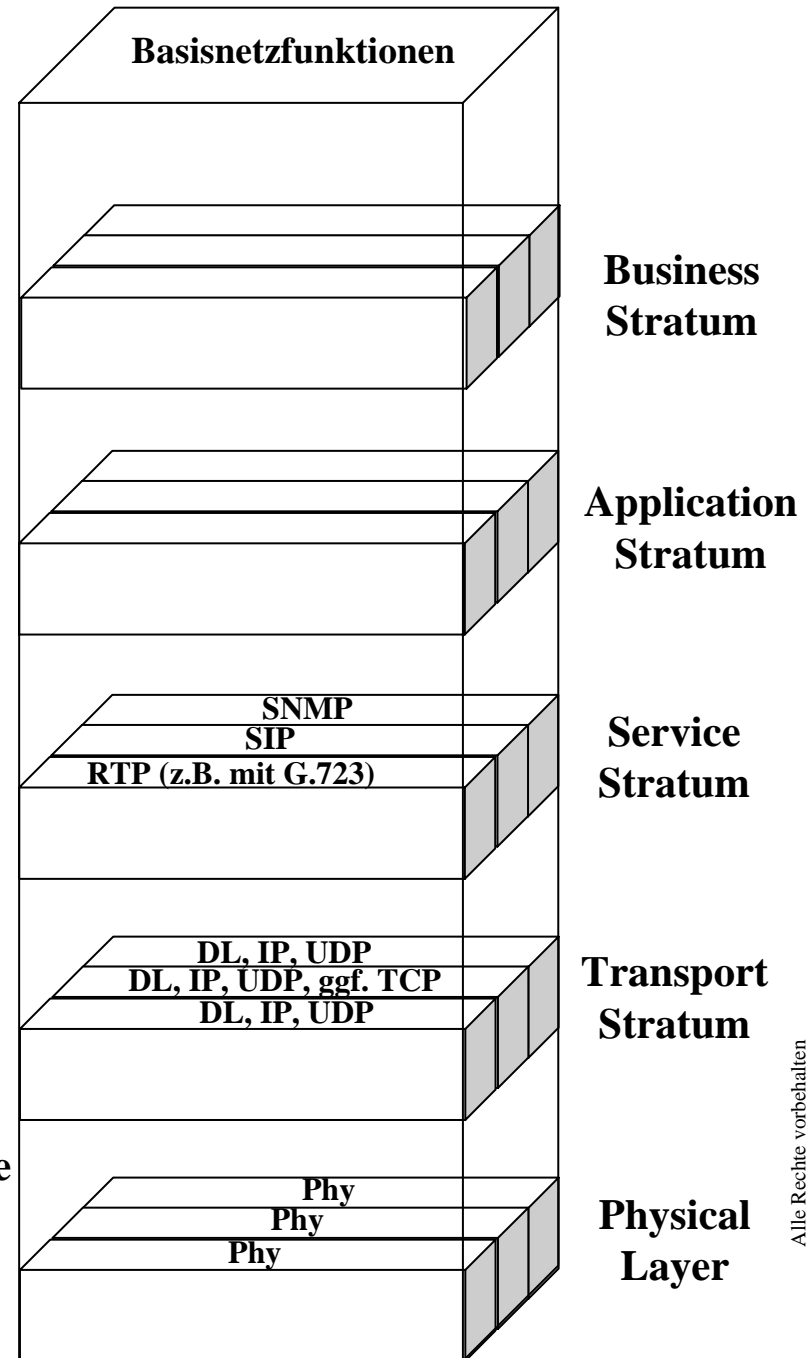 Basisnetzfunktionen
Business
Stratum
Application
Stratum
SNMP
SIP
RTP (z.B. mit G.723)
Service
Stratum
DL, IP, UDP
DL, IP, UDP, ggf. TCP
DL, IP, UDP
Transport
Stratum
e
Phy
Phy
Phy
Physical
Layer
Alle Rechte vorbehalten